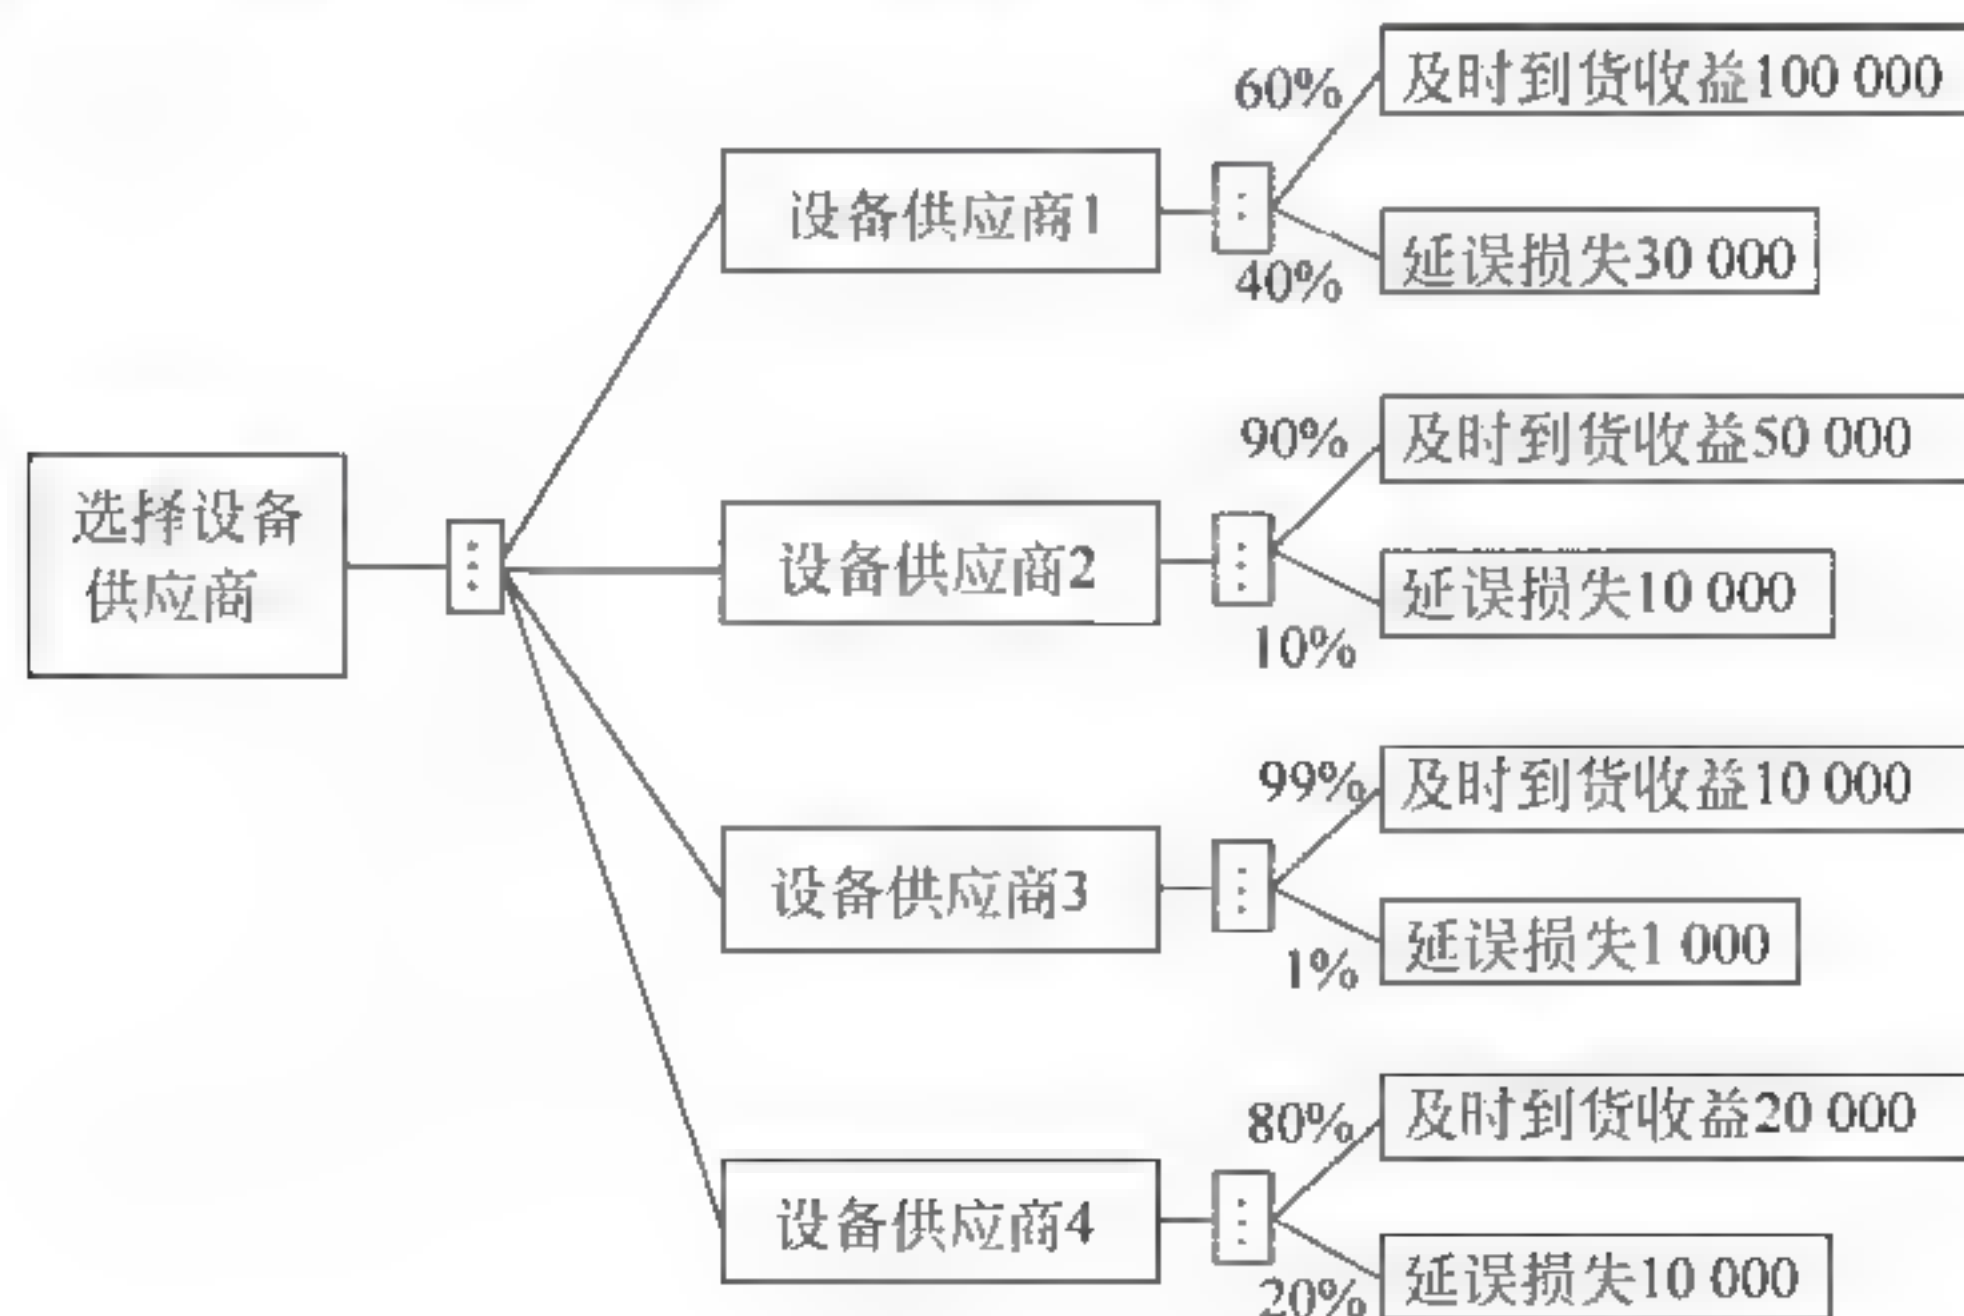 60%
及时到货收益100 000
设备供应商1
40%
延误损失30 000
90%
及时到货收益50 000
选择设备
供应商
设备供应商2
延误损失10 000
10%
99%
及时到货收益10 000
设备供应商3
延误损失1 000
1%
80%
及时到货收益20 000
设备供应商4
20%
延误损失10 000